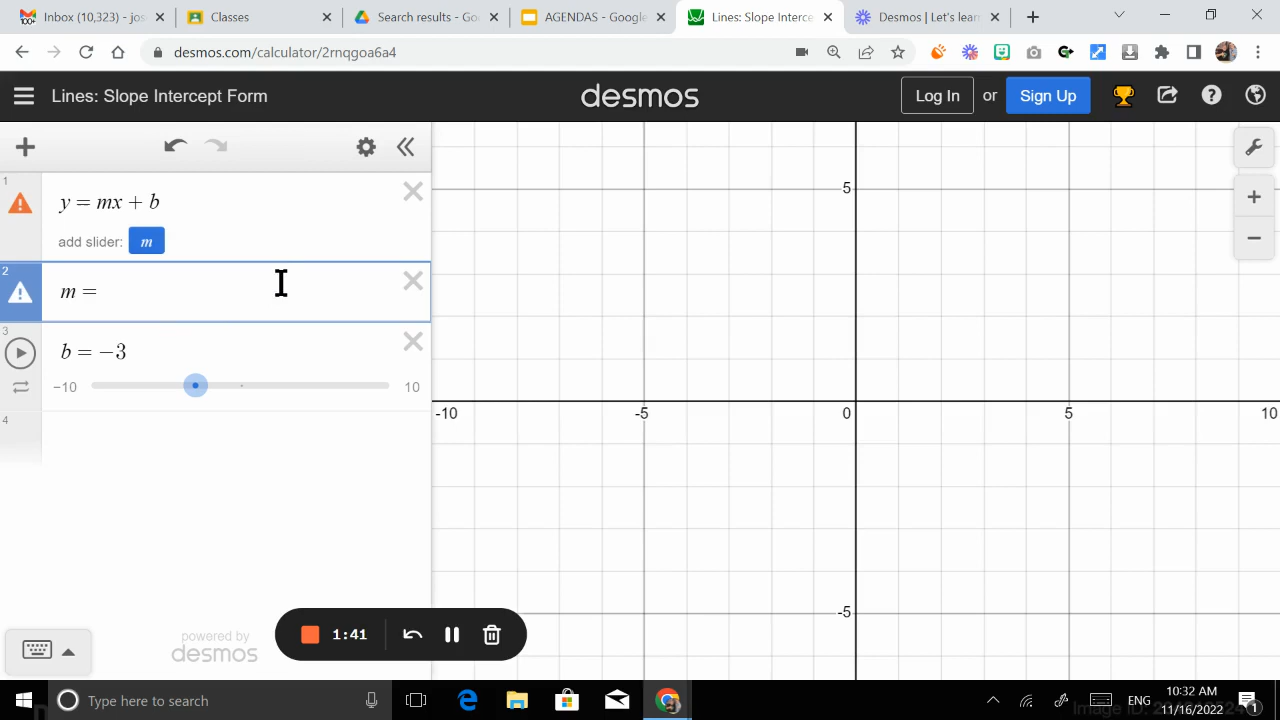 Inbox (10,323) - jos
Classes
Search results - Go
AGENDAS - Google
Lines: Slope Interce
Desmos | Let's lear
desmos.com/calculator/2rnqgoa6a4
Lines: Slope Intercept Form
desmos
Log In
or
Sign Up
1
y = mx + b
add slider:
m
2
m =
3
b = −3
−10
10
4
5
-10
-5
0
5
10
-5
1:41
powered by
desmos
Type here to search
ENG
10:32 AM
11/16/2022
1